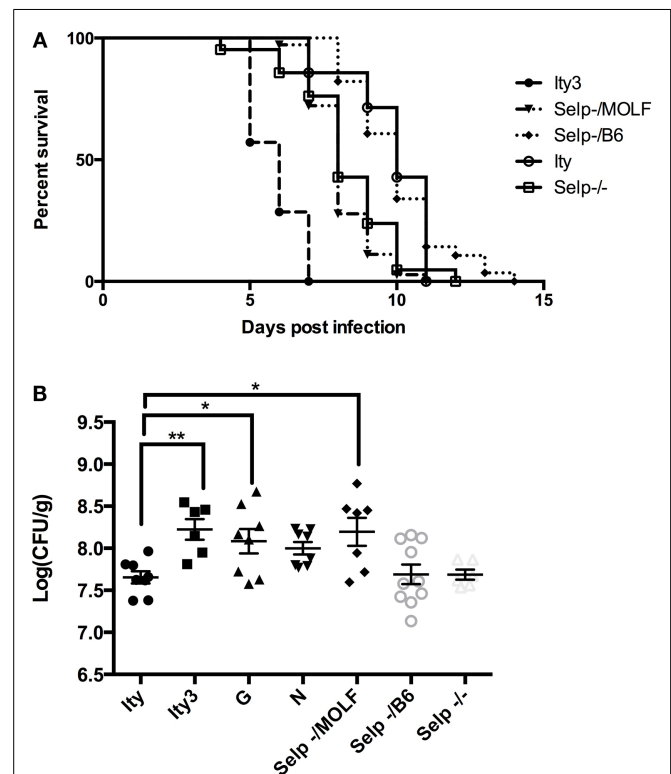 A
Percent survival
100
50
0
0 5 10 15
Days post infection
Ity3
Selp-/MOLF
Selp-/B6
Ity
Selp-/-
B
Log(CFU/g)
9.5
9.0
8.5
8.0
7.5
7.0
6.5
*
*
**
Ity
Ity3
G
N
Selp -/MOLF
Selp -/B6
Selp -/-